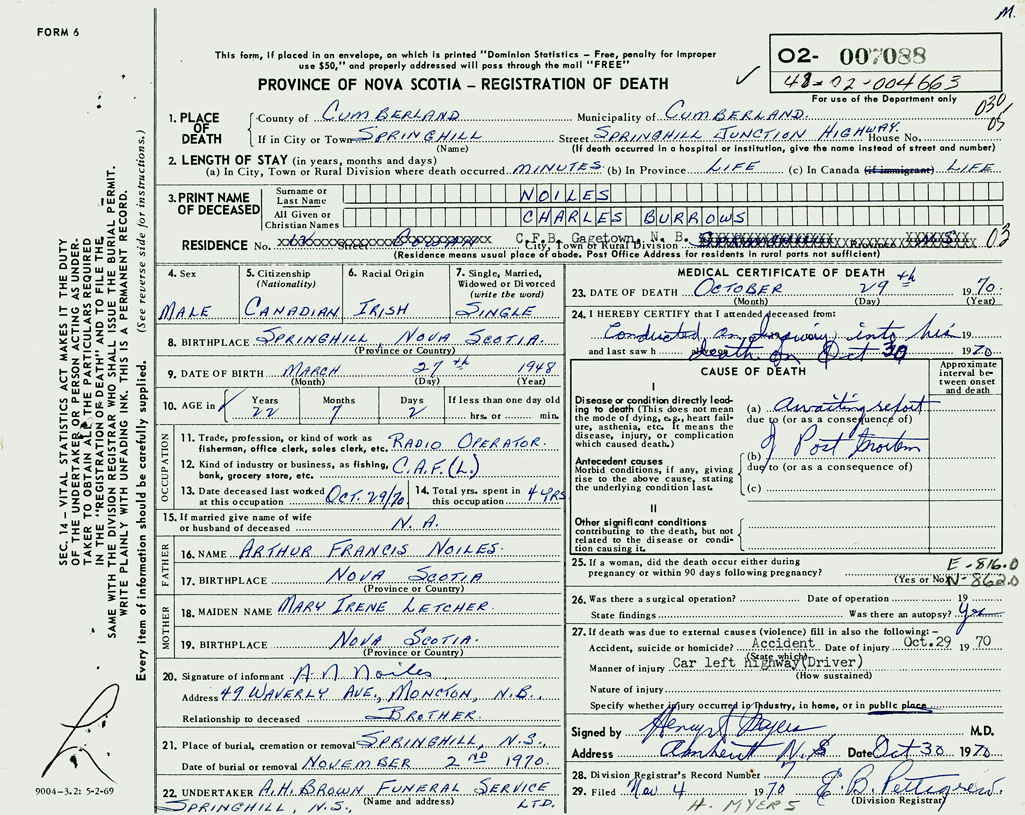 M.
FORM 6
This form, if placed in an envelope, on which is printed "Dominion Statistics – Free, penalty for improper
use $50," and properly addressed will pass through the mail "FREE"
PROVINCE OF NOVA SCOTIA – REGISTRATION OF DEATH
02- 007088
48-02-004663
For use of the Department only
030
05
1. PLACE OF DEATH
County of CUMBERLAND. Municipality of CUMBERLAND.
If in City or Town SPRINGHILL Street SPRINGHILL JUNCTION HIGHWAY. House No.
(Name) (If death occurred in a hospital or institution, give the name instead of street and number)
2. LENGTH OF STAY (in years, months and days)
(a) In City, Town or Rural Division where death occurred MINUTES (b) In Province LIFE (c) In Canada (if immigrant) LIFE
3. PRINT NAME OF DECEASED
Surname or Last Name NOILES
All Given or Christian Names CHARLES BURROWS
RESIDENCE No. C.F.B. Gagetown, N. B. City, Town or Rural Division 03
(Residence means usual place of abode. Post Office Address for residents in rural parts not sufficient)
4. Sex MALE
5. Citizenship (Nationality) CANADIAN
6. Racial Origin IRISH
7. Single, Married, Widowed or Divorced (write the word) SINGLE
8. BIRTHPLACE SPRINGHILL NOVA SCOTIA.
(Province or Country)
9. DATE OF BIRTH MARCH 27th 1948
(Month) (Day) (Year)
10. AGE in Years 22 Months 7 Days 2 If less than one day old hrs. or min.
OCCUPATION
11. Trade, profession, or kind of work as fisherman, office clerk, sales clerk, etc. RADIO OPERATOR.
12. Kind of industry or business, as fishing, bank, grocery store, etc. C.A.F.(L.)
13. Date deceased last worked at this occupation OCT. 29/70
14. Total yrs. spent in this occupation 4 YRS
15. If married give name of wife or husband of deceased N. A.
FATHER
16. NAME ARTHUR FRANCIS NOILES.
17. BIRTHPLACE NOVA SCOTIA
(Province or Country)
MOTHER
18. MAIDEN NAME MARY IRENE LETCHER.
19. BIRTHPLACE NOVA SCOTIA.
(Province or Country)
20. Signature of informant A. N. Noiles
Address 49 WAVERLY AVE., MONCTON, N.B.
Relationship to deceased BROTHER.
21. Place of burial, cremation or removal SPRINGHILL, N.S.,
Date of burial or removal NOVEMBER 2ND 1970.
22. UNDERTAKER A.H. BROWN FUNERAL SERVICE LTD.
SPRINGHILL, N.S., (Name and address)
MEDICAL CERTIFICATE OF DEATH
23. DATE OF DEATH OCTOBER 29th 1970.
(Month) (Day) (Year)
24. I HEREBY CERTIFY that I attended deceased from:
Conducted an Inquiry into his 19
and last saw h death on Oct 30 1970
CAUSE OF DEATH
Approximate interval between onset and death
I
Disease or condition directly leading to death (This does not mean the mode of dying, e.g., heart failure, asthenia, etc. It means the disease, injury, or complication which caused death.)
(a) Awaiting report
due to (or as a consequence of)
(b) of Post Mortem
due to (or as a consequence of)
(c)
Antecedent causes
Morbid conditions, if any, giving rise to the above cause, stating the underlying condition last.
II
Other significant conditions contributing to the death, but not related to the disease or condition causing it.
25. If a woman, did the death occur either during pregnancy or within 90 days following pregnancy?
(Yes or No)
E-816.0
N-862.0
26. Was there a surgical operation? Date of operation 19
State findings Was there an autopsy? Yes
27. If death was due to external causes (violence) fill in also the following: –
Accident, suicide or homicide? Accident Date of injury Oct.29 1970
(State which)
Manner of injury Car left highway(Driver)
(How sustained)
Nature of injury
Specify whether injury occurred in industry, in home, or in public place
Signed by Henry Myers M.D.
Address Amherst N.S Date Oct 30 1970
28. Division Registrar's Record Number 7
29. Filed Nov 4 1970 E. B. Pettigrew.
(Division Registrar)
H. MYERS
SEC. 14 – VITAL STATISTICS ACT MAKES IT THE DUTY
OF THE UNDERTAKER OR PERSON ACTING AS UNDER-
TAKER TO OBTAIN ALL THE PARTICULARS REQUIRED
IN THE "REGISTRATION OF DEATH" AND TO FILE THE
SAME WITH THE DIVISION REGISTRAR WHO SHALL ISSUE THE BURIAL PERMIT.
WRITE PLAINLY WITH UNFADING INK. THIS IS A PERMANENT RECORD.
Every item of information should be carefully supplied. (See reverse side for instructions.)
9004-3.2: 5-2-69